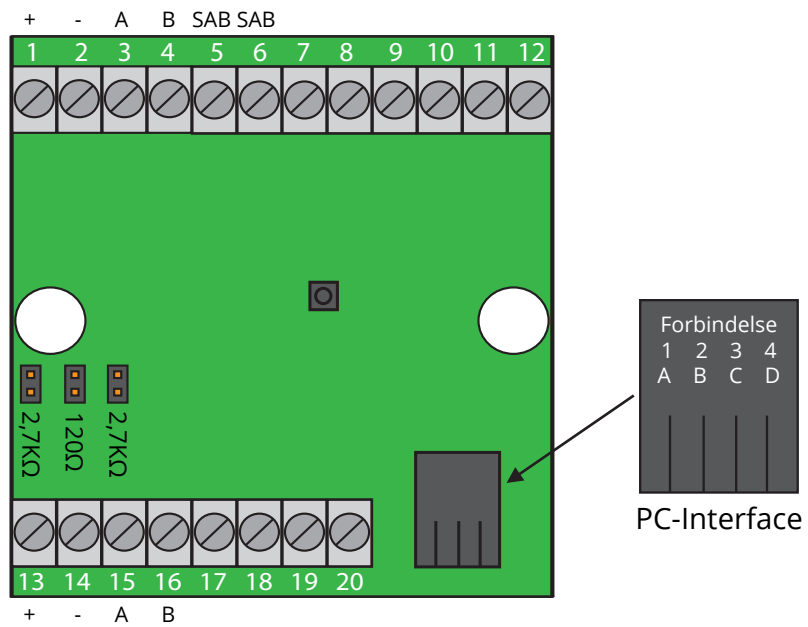 + - A B SAB SAB
1 2 3 4 5 6 7 8 9 10 11 12
Forbindelse
1 2 3 4
A B C D
2,7KΩ 120Ω 2,7KΩ
PC-Interface
13 14 15 16 17 18 19 20
+ - A B